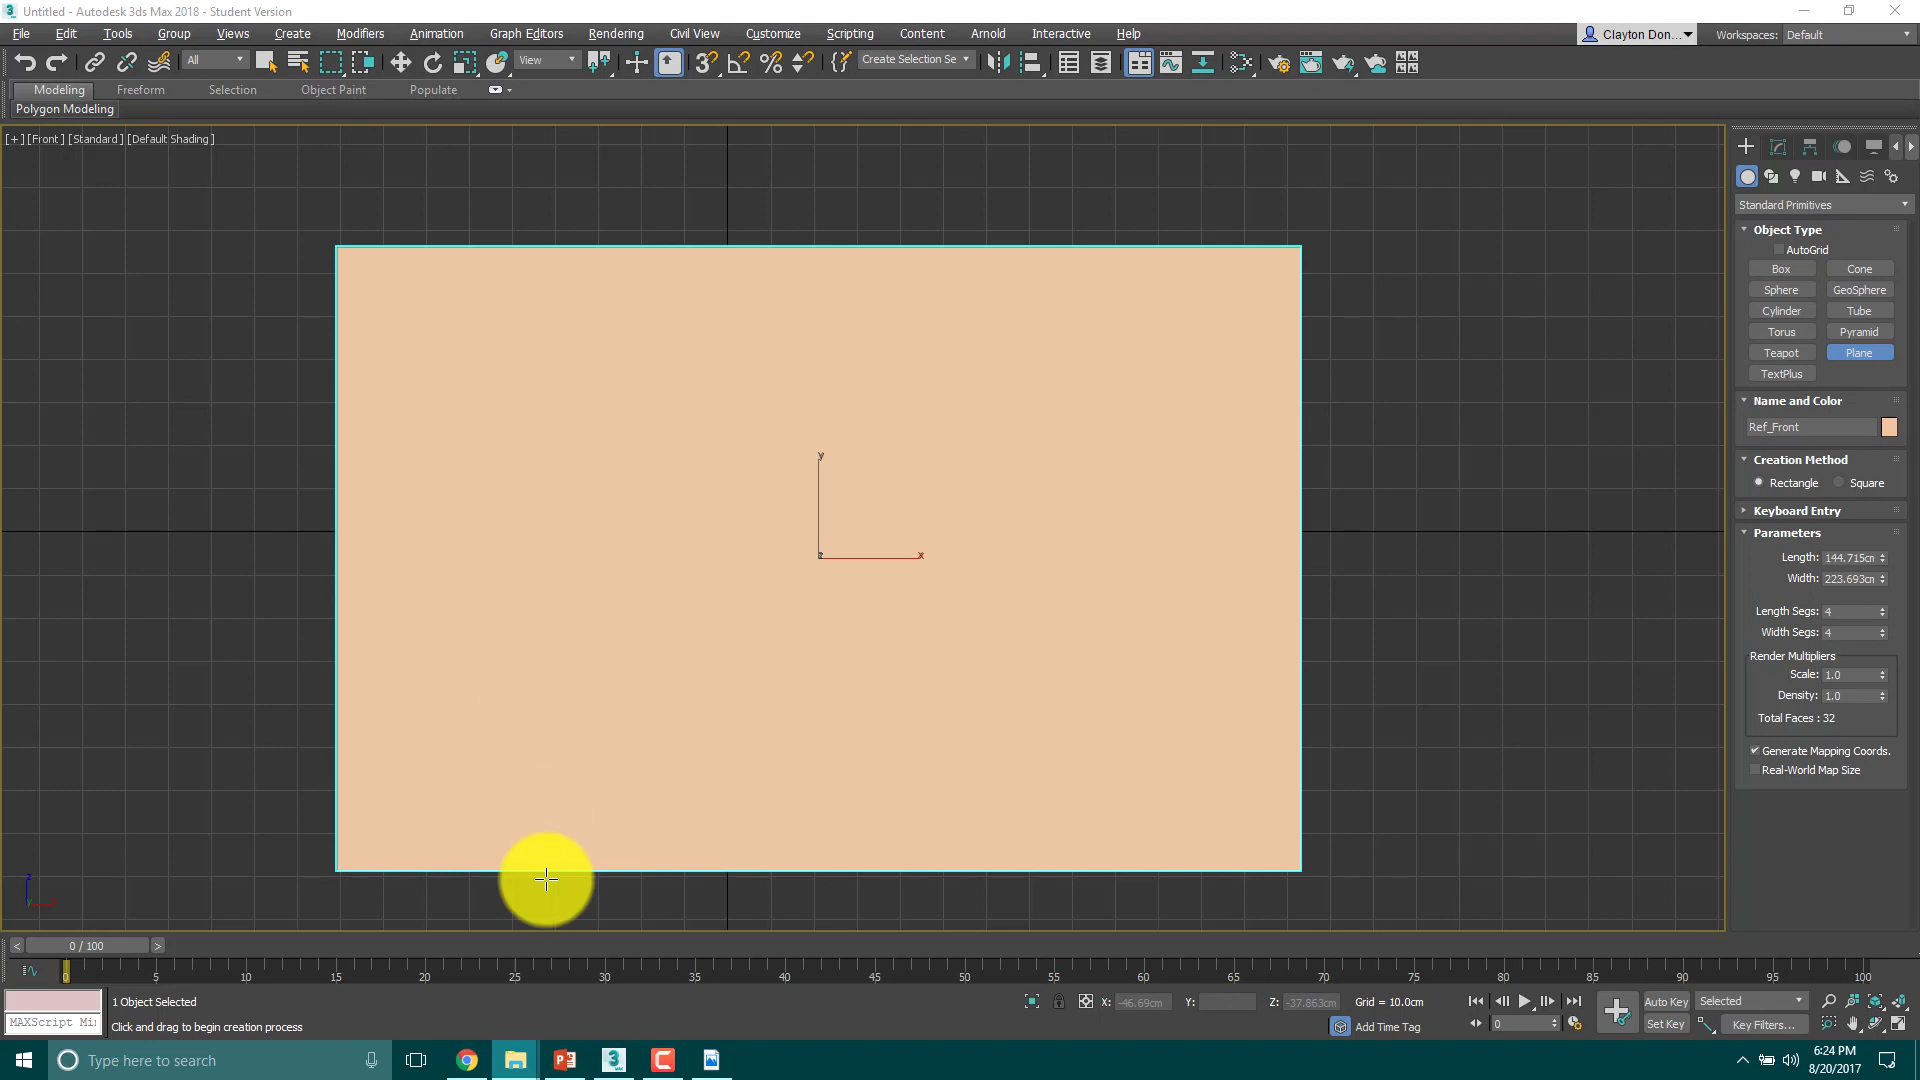 Untitled - Autodesk 3ds Max 2018 - Student Version
File Edit Tools Group Views Create Modifiers Animation Graph Editors Rendering Civil View Customize Scripting Content Arnold Interactive Help
Clayton Don... Workspaces: Default
All View Create Selection Se
Modeling Freeform Selection Object Paint Populate
Polygon Modeling
[+] [Front] [Standard] [Default Shading]
Standard Primitives
Object Type
AutoGrid
Box Cone
Sphere GeoSphere
Cylinder Tube
Torus Pyramid
Teapot Plane
TextPlus
Name and Color
Ref_Front
Creation Method
Rectangle Square
Keyboard Entry
Parameters
Length: 144.715cm
Width: 223.693cm
Length Segs: 4
Width Segs: 4
Render Multipliers
Scale: 1.0
Density: 1.0
Total Faces : 32
Generate Mapping Coords.
Real-World Map Size
y
z x
z
y
< 0 / 100 >
0 5 10 15 20 25 30 35 40 45 50 55 60 65 70 75 80 85 90 95 100
1 Object Selected X: -46.69cm Y: Z: -37.863cm Grid = 10.0cm Auto Key Selected
MAXScript Mi
Click and drag to begin creation process Add Time Tag 0 Set Key Key Filters...
Type here to search
6:24 PM
8/20/2017